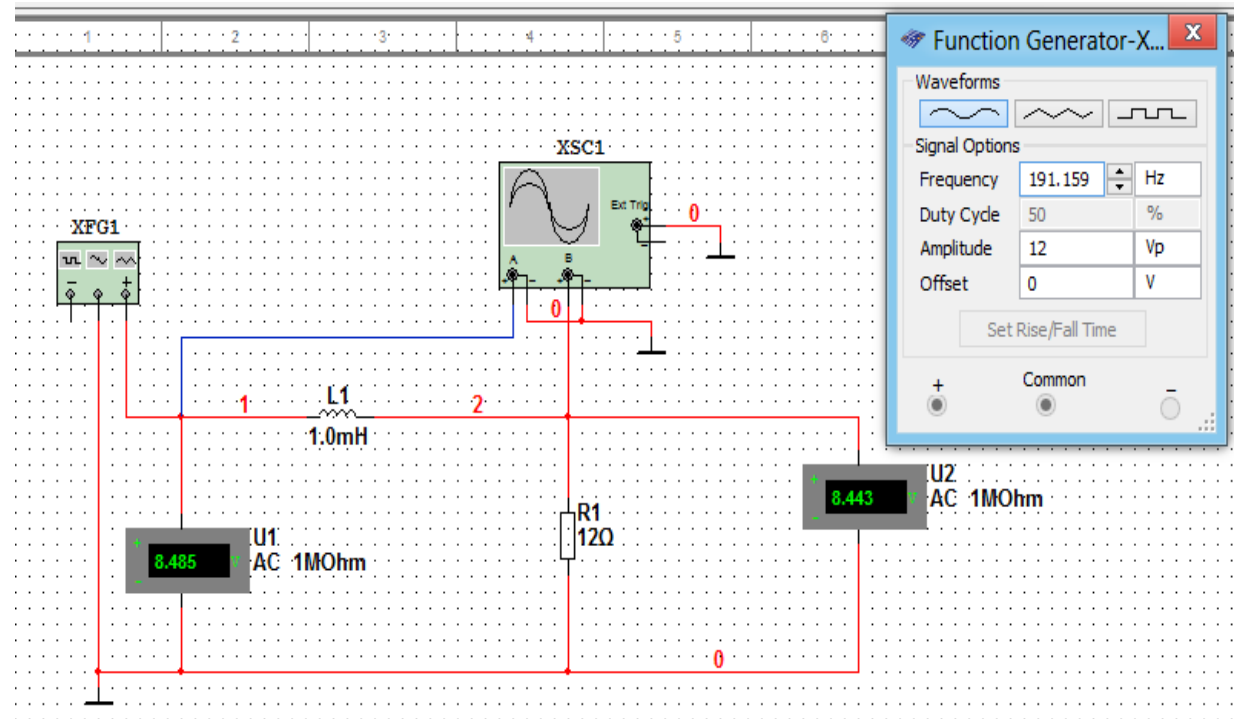 1 2 3 4 5 6
Function Generator-X...
X
Waveforms
Signal Options
Frequency 191.159 Hz
Duty Cycle 50 %
Amplitude 12 Vp
Offset 0 V
Set Rise/Fall Time
+ Common –
XSC1
Ext Trig
+
–
A B
+ – + –
0
0
XFG1
– +
1 L1 2
1.0mH
+
8.443 V
–
U2
AC 1MOhm
R1
12Ω
+
8.485 V
–
U1
AC 1MOhm
0